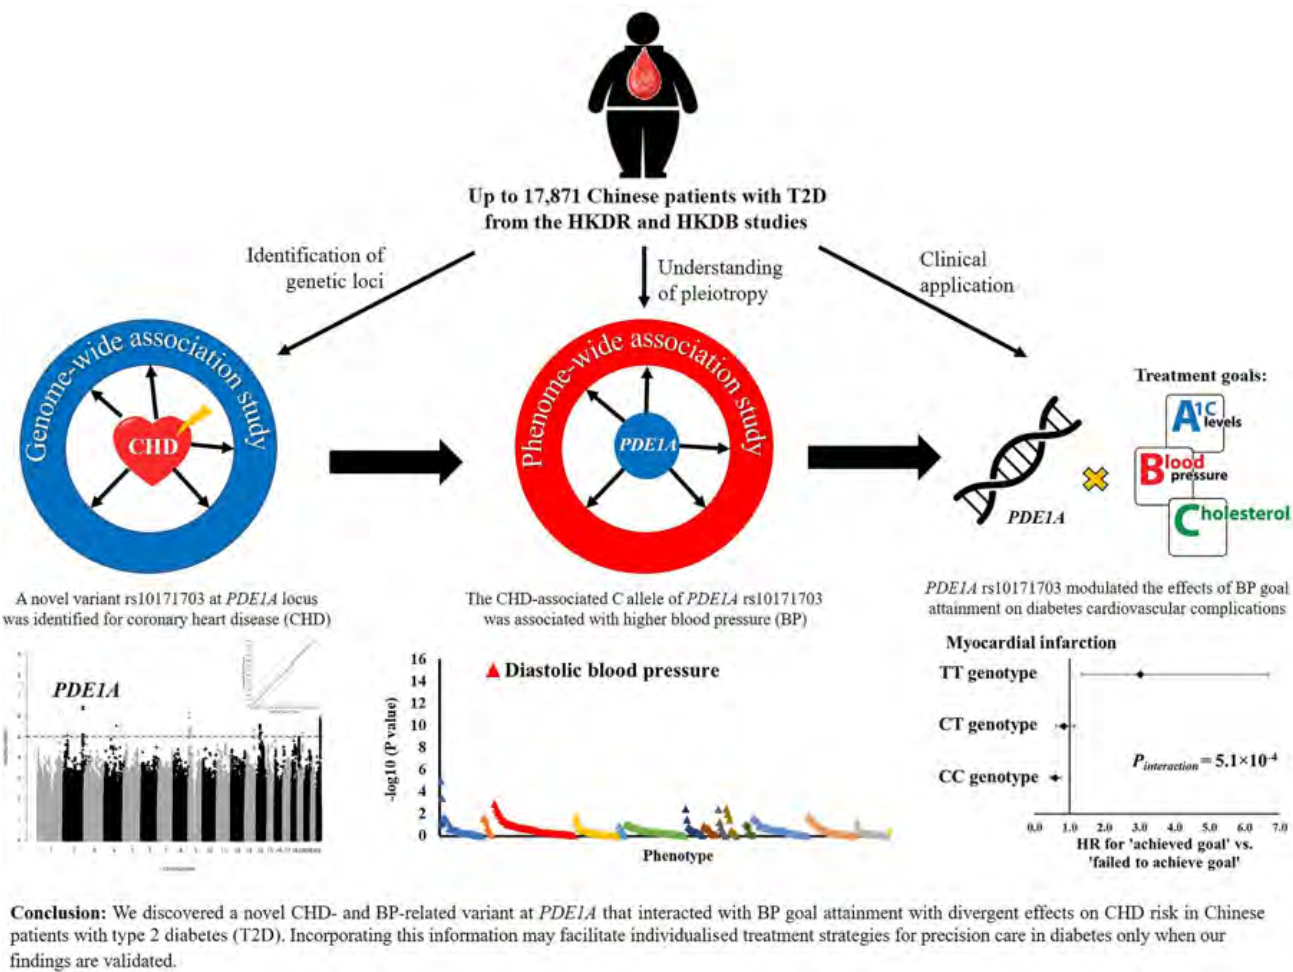 Up to 17,871 Chinese patients with T2D
from the HKDR and HKDB studies
Identification of
genetic loci
Understanding
of pleiotropy
Clinical
application
Genome-wide association study
CHD
Phenome-wide association study
PDE1A
Treatment goals:
A1C
levels
Blood
pressure
Cholesterol
PDE1A
A novel variant rs10171703 at PDE1A locus
was identified for coronary heart disease (CHD)
The CHD-associated C allele of PDE1A rs10171703
was associated with higher blood pressure (BP)
PDE1A rs10171703 modulated the effects of BP goal
attainment on diabetes cardiovascular complications
PDE1A
16
14
12
10
8
6
4
2
0
-log10 (P value)
Diastolic blood pressure
Phenotype
Myocardial infarction
TT genotype
CT genotype
CC genotype
Pinteraction = 5.1×10-4
0.0 1.0 2.0 3.0 4.0 5.0 6.0 7.0
HR for 'achieved goal' vs.
'failed to achieve goal'
Conclusion: We discovered a novel CHD- and BP-related variant at PDE1A that interacted with BP goal attainment with divergent effects on CHD risk in Chinese
patients with type 2 diabetes (T2D). Incorporating this information may facilitate individualised treatment strategies for precision care in diabetes only when our
findings are validated.